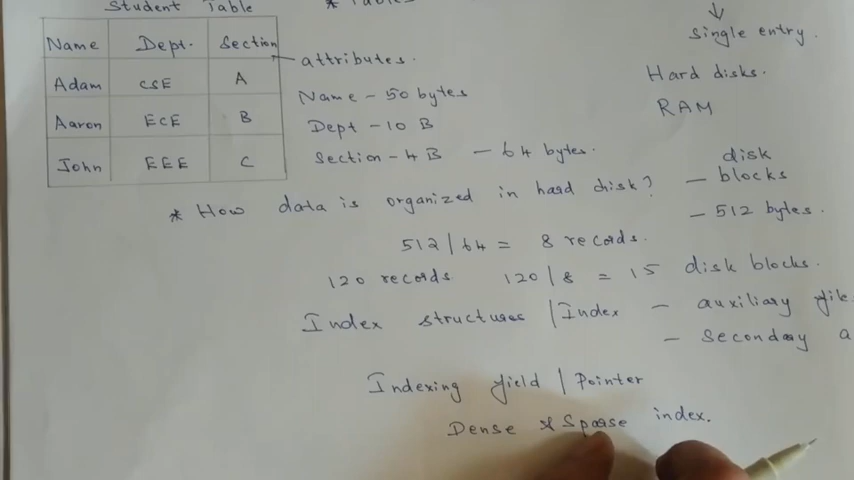 Student Table * Table
Name Dept. Section
attributes.
Adam CSE A
Aaron ECE B
John EEE C
Name - 50 bytes
Dept - 10 B
Section - 4 B - 64 bytes.
single entry.
Hard disks.
RAM
* How data is organized in hard disk? - disk blocks
- 512 bytes.
512 / 64 = 8 records.
120 records 120 / 8 = 15 disk blocks.
Index structures / Index - auxiliary file
- Secondary a
Indexing field / Pointer
Dense & Sparse index.